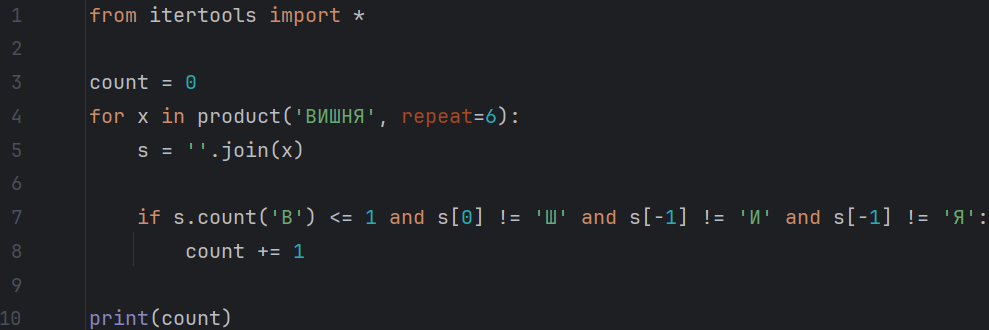 1 from itertools import *
2
3 count = 0
4 for x in product('ВИШНЯ', repeat=6):
5     s = ''.join(x)
6
7     if s.count('В') <= 1 and s[0] != 'Ш' and s[-1] != 'И' and s[-1] != 'Я':
8         count += 1
9
10 print(count)